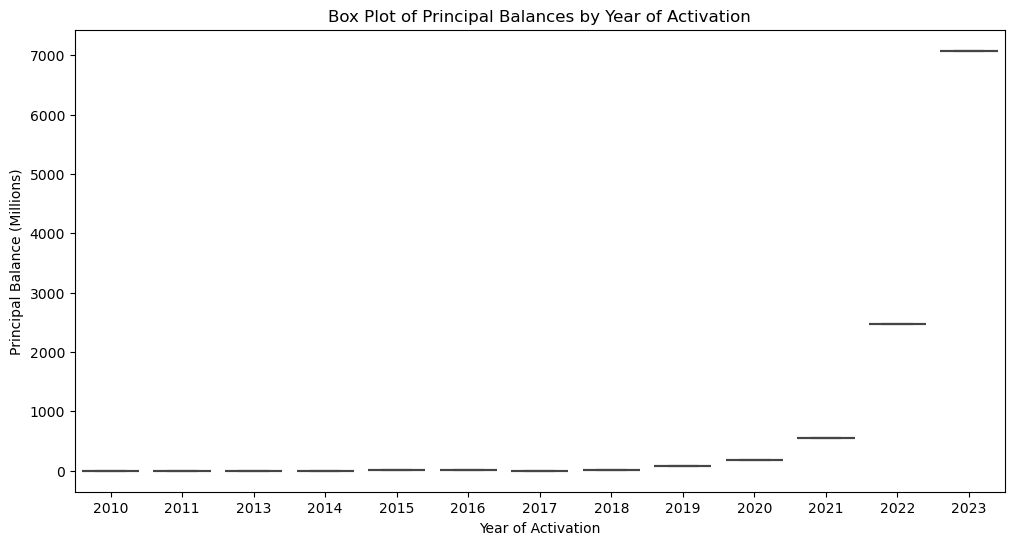 Box Plot of Principal Balances by Year of Activation
7000
6000
5000
4000
3000
2000
1000
0
Principal Balance (Millions)
2010 2011 2013 2014 2015 2016 2017 2018 2019 2020 2021 2022 2023
Year of Activation